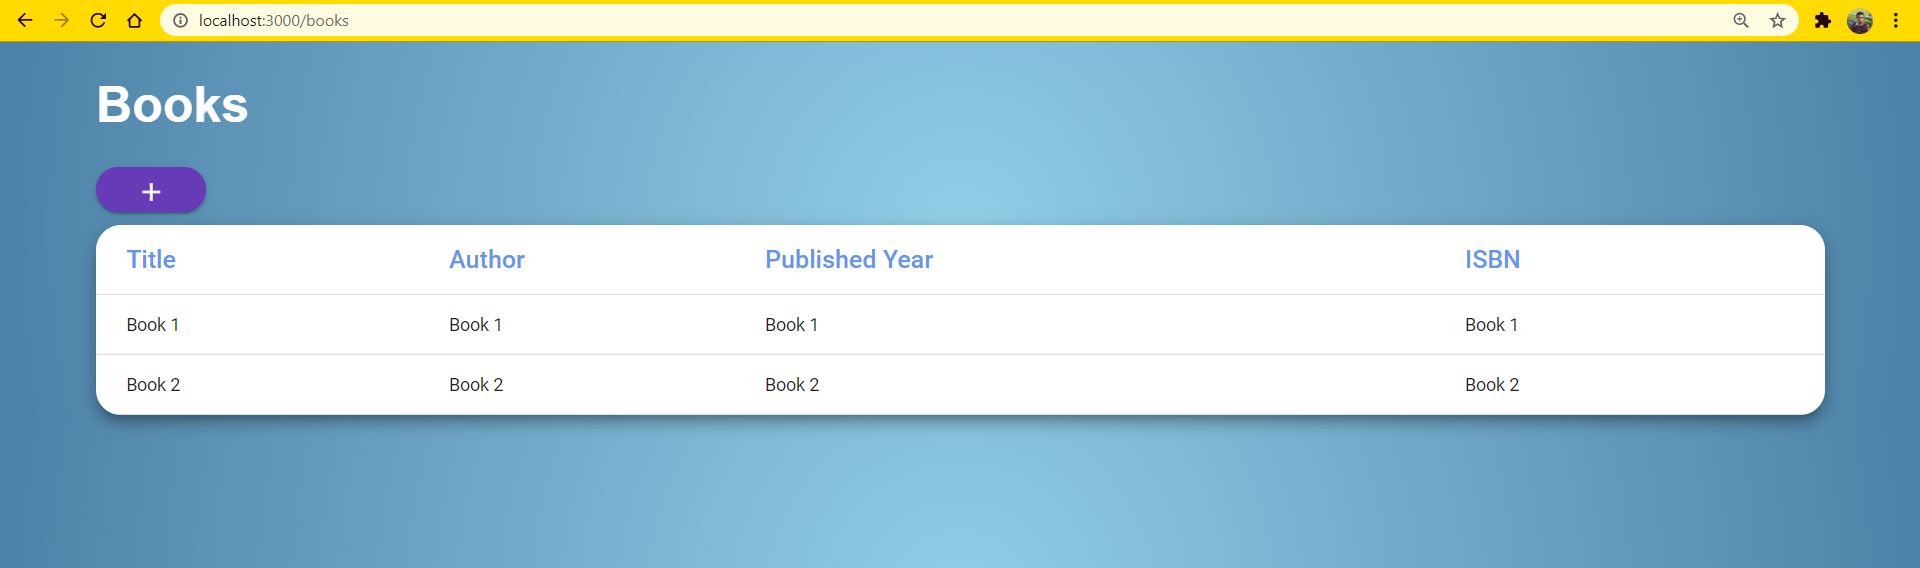 localhost:3000/books
Books
+
Title Author Published Year ISBN
Book 1 Book 1 Book 1 Book 1
Book 2 Book 2 Book 2 Book 2